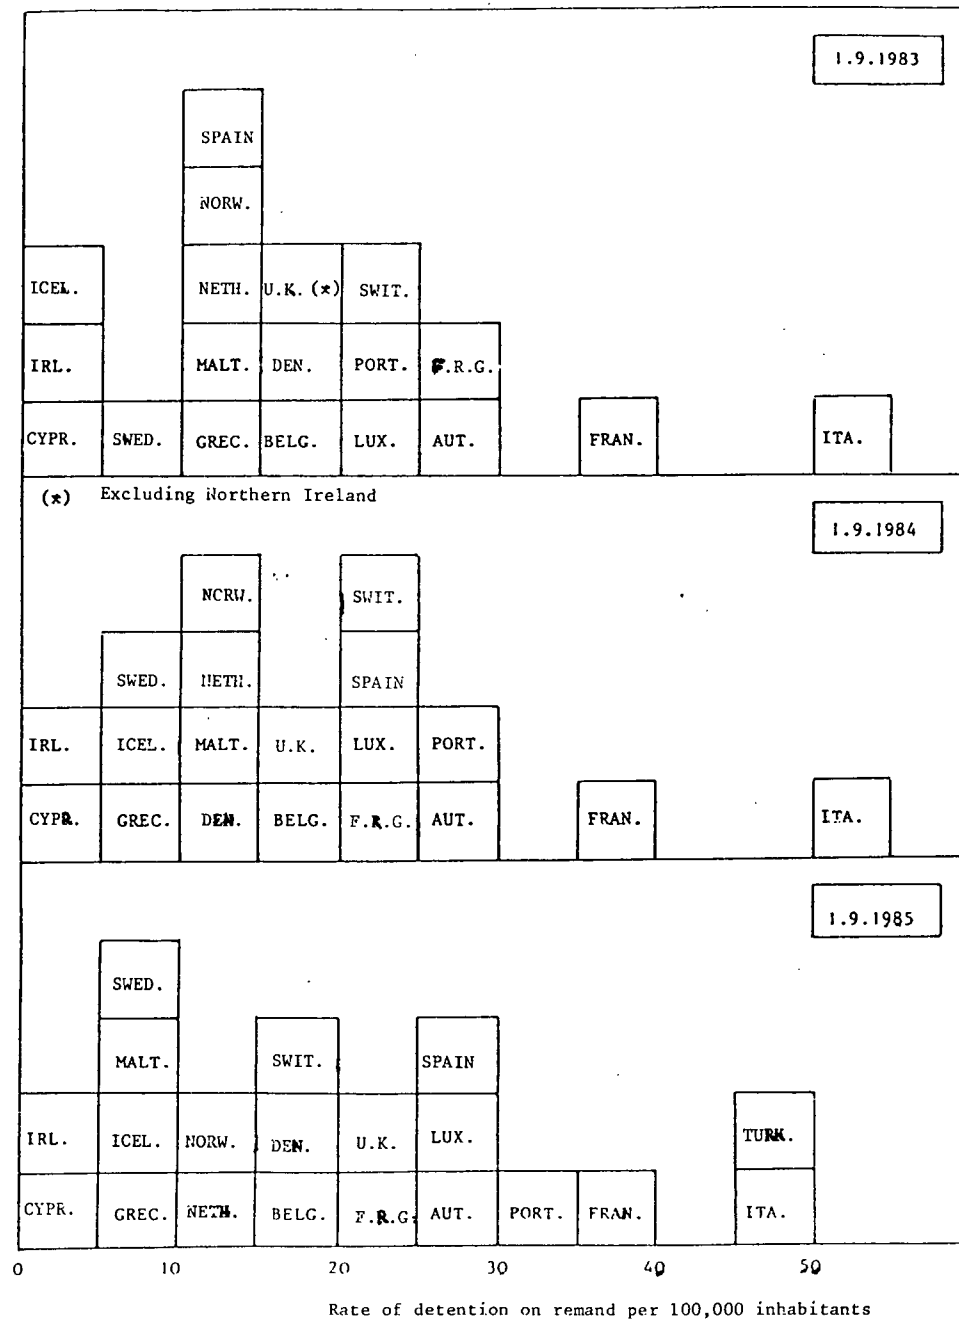 1.9.1983
SPAIN
NORW.
ICEL. NETH. U.K. (*) SWIT.
IRL. MALT. DEN. PORT. F.R.G.
CYPR. SWED. GREC. BELG. LUX. AUT. FRAN. ITA.
(*) Excluding Northern Ireland
1.9.1984
NCRW. SWIT.
SWED. NETH. SPAIN
IRL. ICEL. MALT. U.K. LUX. PORT.
CYPR. GREC. DEN. BELG. F.R.G. AUT. FRAN. ITA.
1.9.1985
SWED.
MALT. SWIT. SPAIN
IRL. ICEL. NORW. DEN. U.K. LUX. TURK.
CYPR. GREC. NETH. BELG. F.R.G. AUT. PORT. FRAN. ITA.
0 10 20 30 40 50
Rate of detention on remand per 100,000 inhabitants